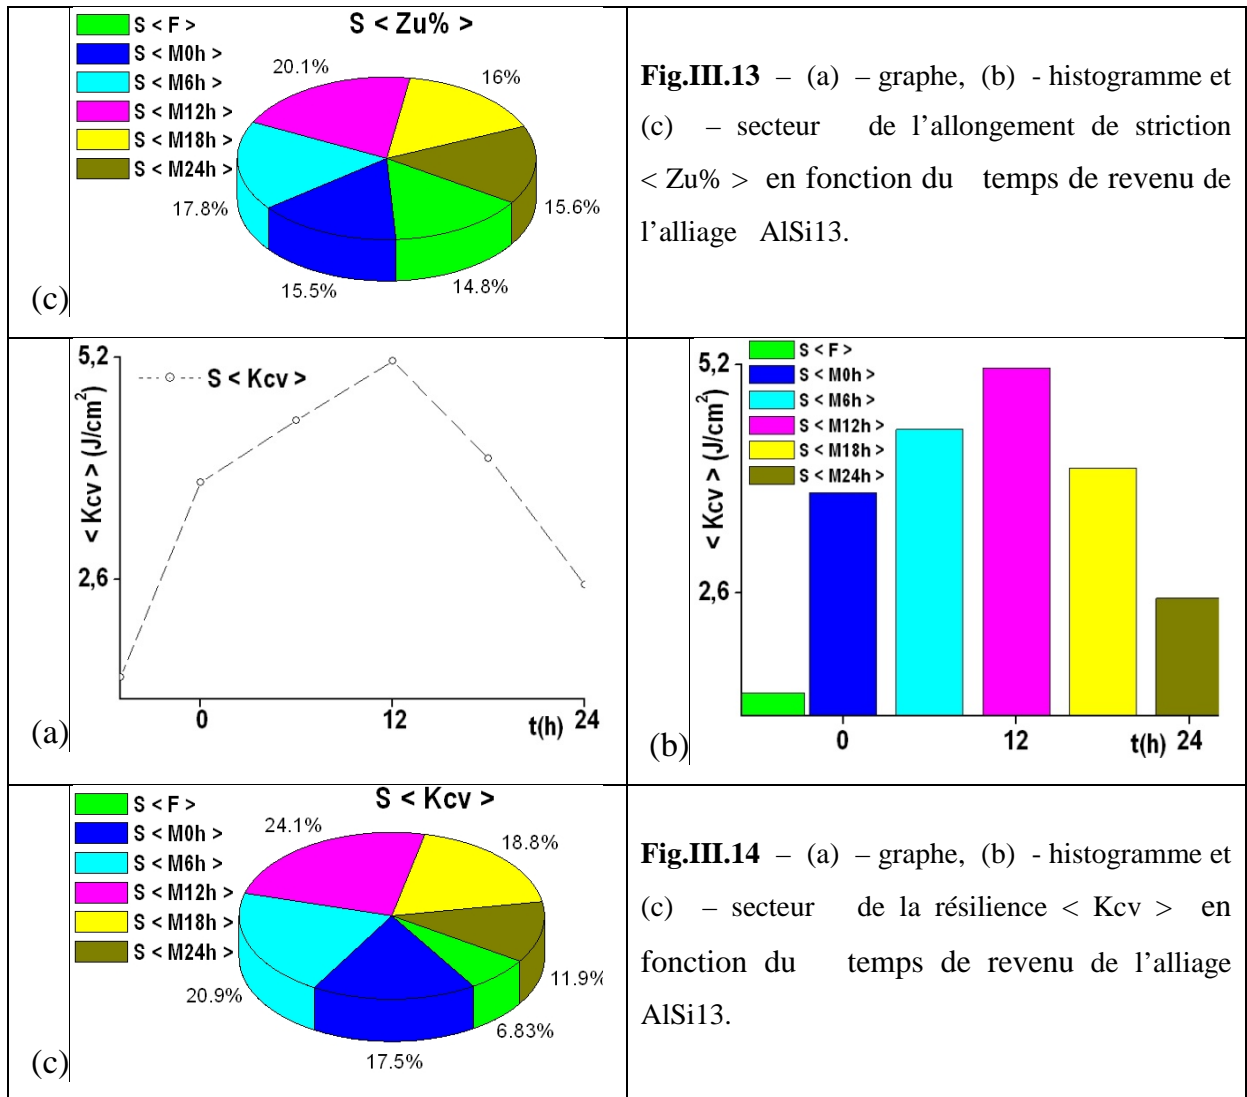 S < F >
S < M0h >
S < M6h >
S < M12h >
S < M18h >
S < M24h >
S < Zu% >
20.1%
16%
17.8%
15.6%
15.5%
14.8%
(c)
Fig.III.13 – (a) – graphe, (b) - histogramme et
(c) – secteur de l’allongement de striction
< Zu% > en fonction du temps de revenu de
l’alliage AlSi13.
5,2
S < Kcv >
< Kcv > (J/cm²)
2,6
0
12
t(h)
24
(a)
S < F >
S < M0h >
S < M6h >
S < M12h >
S < M18h >
S < M24h >
5,2
< Kcv > (J/cm²)
2,6
0
12
t(h)
24
(b)
S < F >
S < M0h >
S < M6h >
S < M12h >
S < M18h >
S < M24h >
S < Kcv >
24.1%
18.8%
20.9%
11.9%
6.83%
17.5%
(c)
Fig.III.14 – (a) – graphe, (b) - histogramme et
(c) – secteur de la résilience < Kcv > en
fonction du temps de revenu de l’alliage
AlSi13.